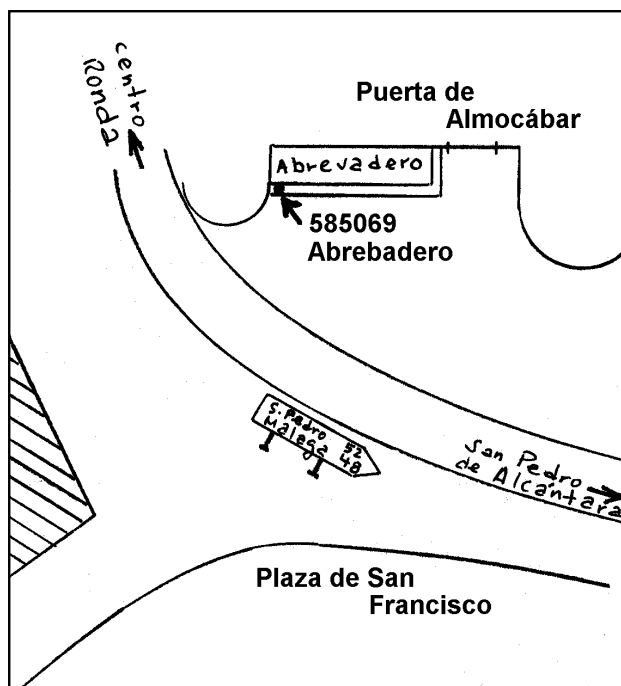 centro
Ronda
Puerta de
Almocábar
Abrevadero
585069
Abrebadero
S. Pedro 52
Malega 48
San Pedro
de Alcántara
Plaza de San
Francisco